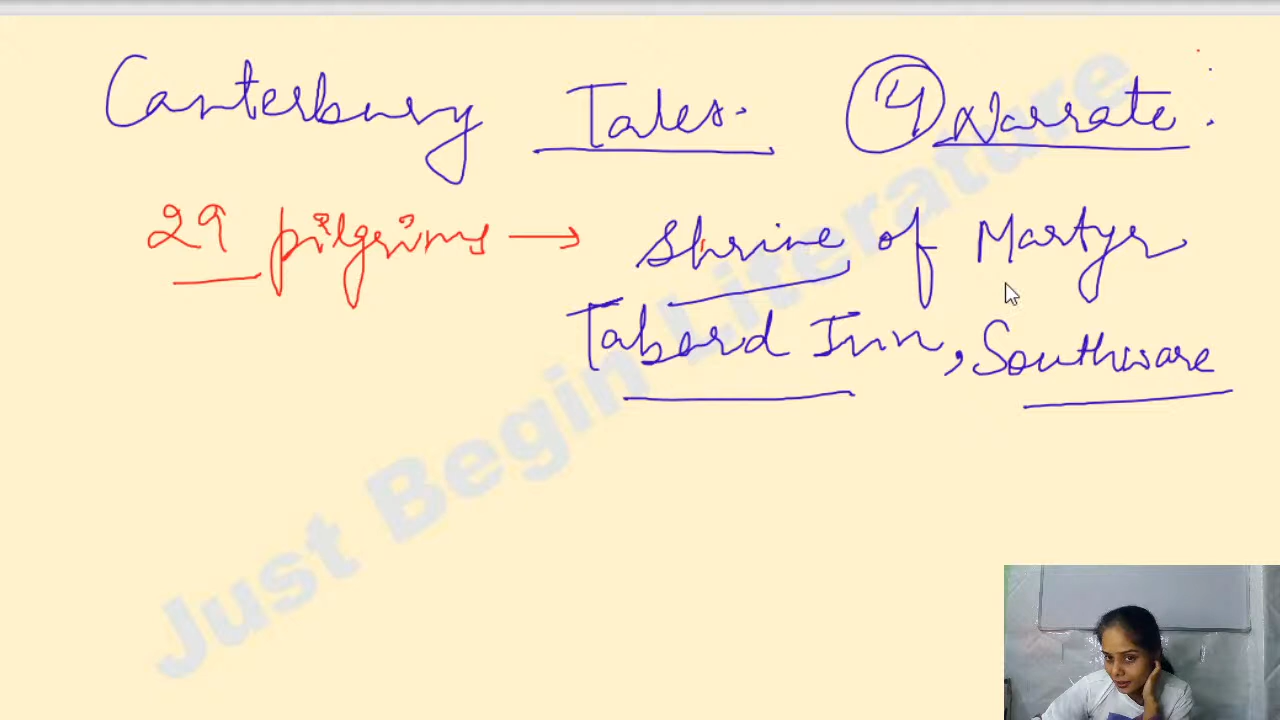 Canterbury Tales. 4 Narrate.
29 pilgrims → Shrine of Martyr
Tabard Inn, Southware
Just Begin Literature